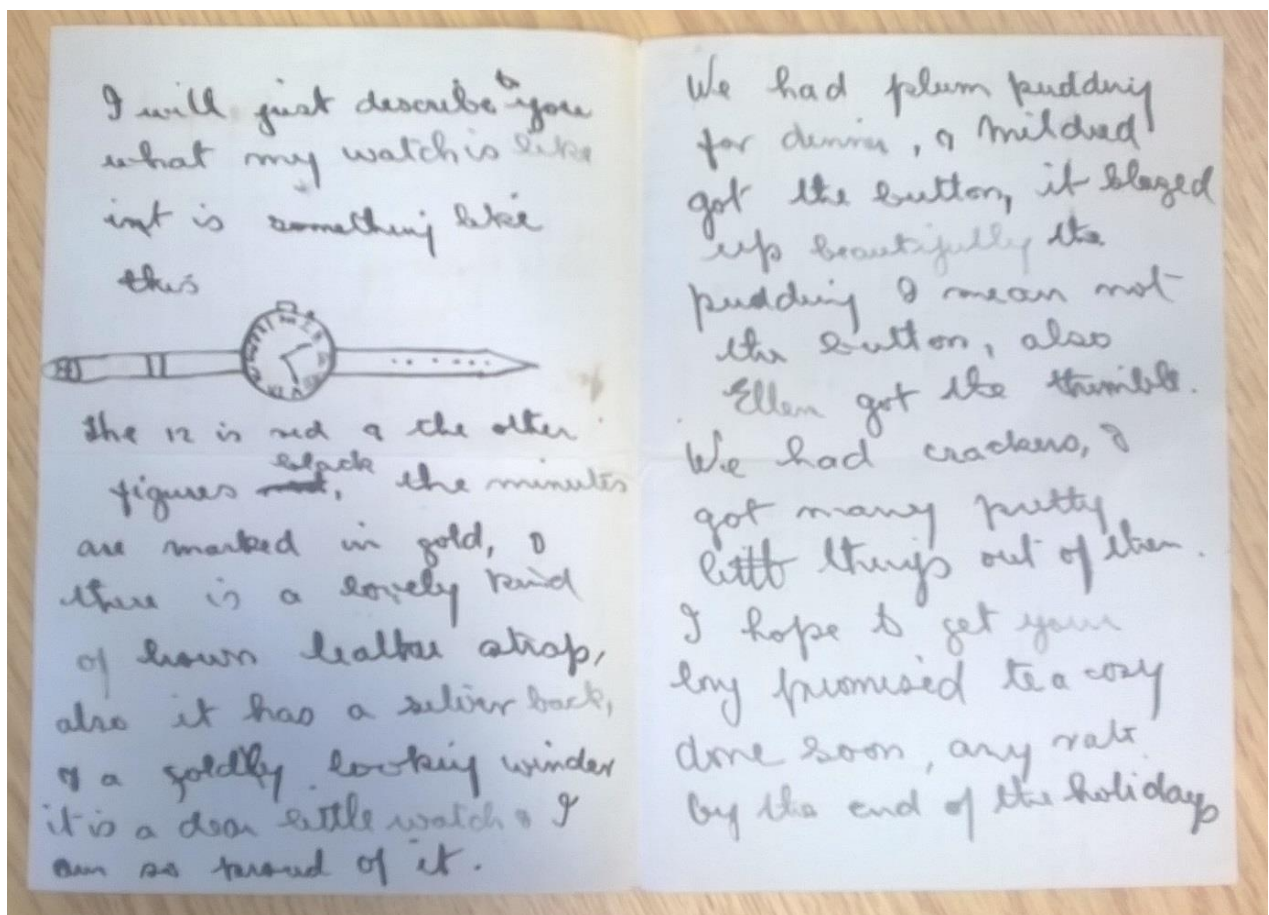 I will just describe to you
what my watch is like
int is something like
this
The 12 is red & the other
figures black, the minutes
are marked in gold, &
there is a lovely kind
of brown leather strap,
also it has a silver back,
& a goldly looking winder
it is a dear little watch & I
am so proud of it.
We had plum pudding
for dinner, & Mildred
got the button, it blazed
up beautifully the
pudding I mean not
the button, also
Ellen got the thimble.
We had crackers, &
got many pretty
little things out of them.
I hope to get your
long promised tea cosy
done soon, any rate
by the end of the holidays